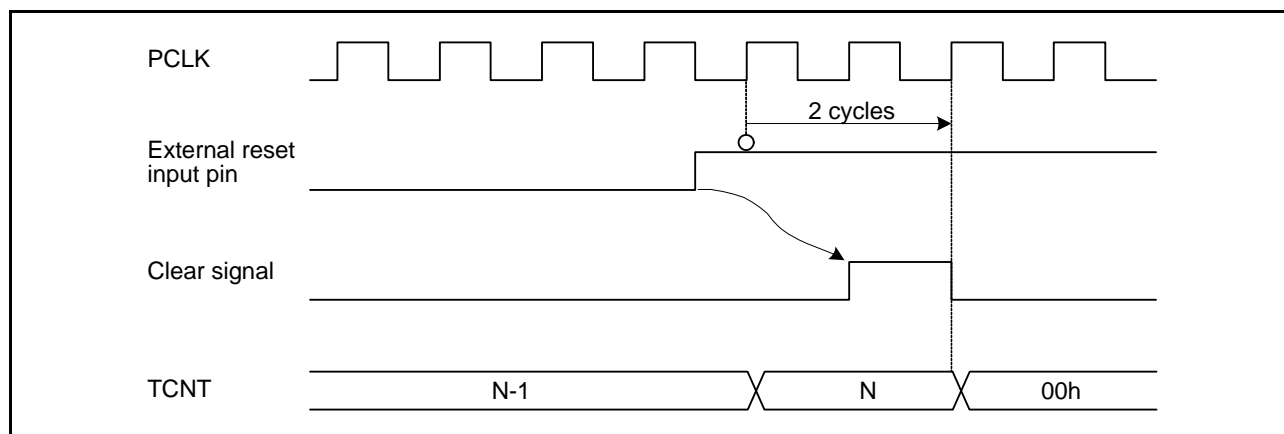 PCLK
2 cycles
External reset
input pin
Clear signal
TCNT
N-1
N
00h